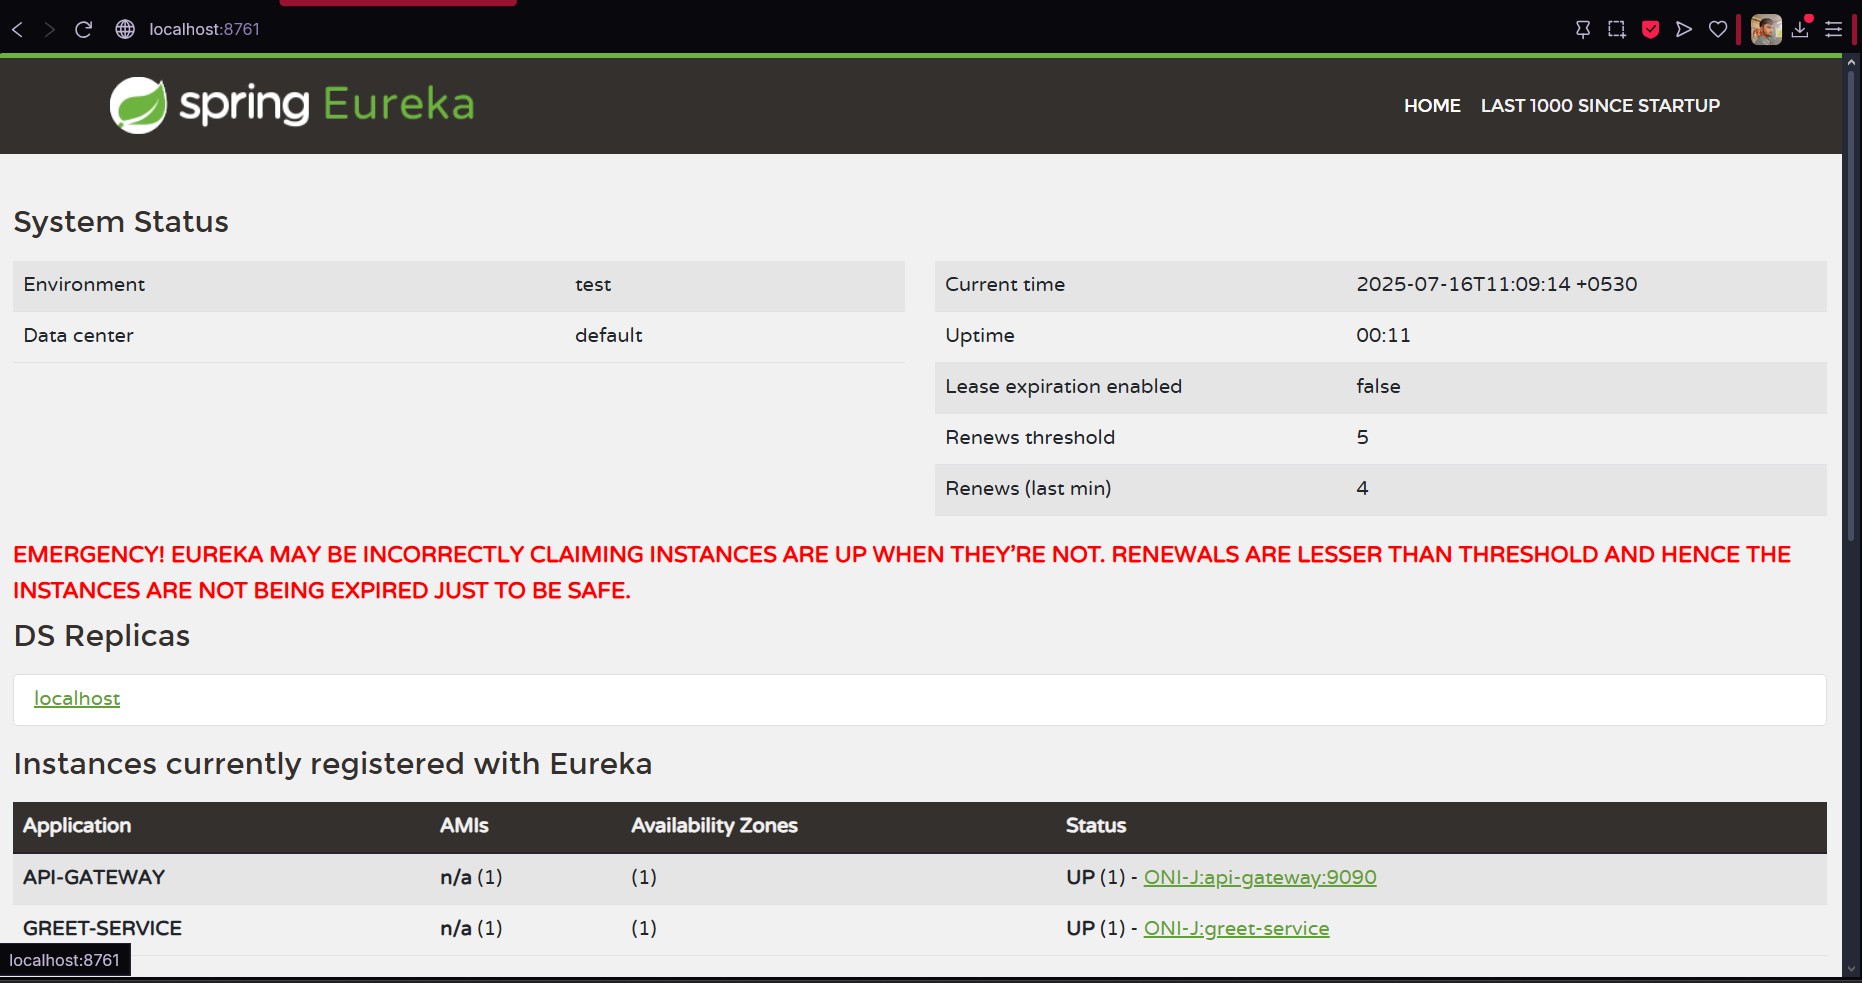 localhost:8761
spring Eureka
HOME LAST 1000 SINCE STARTUP
System Status
Environment test
Data center default
Current time 2025-07-16T11:09:14 +0530
Uptime 00:11
Lease expiration enabled false
Renews threshold 5
Renews (last min) 4
EMERGENCY! EUREKA MAY BE INCORRECTLY CLAIMING INSTANCES ARE UP WHEN THEY'RE NOT. RENEWALS ARE LESSER THAN THRESHOLD AND HENCE THE
INSTANCES ARE NOT BEING EXPIRED JUST TO BE SAFE.
DS Replicas
localhost
Instances currently registered with Eureka
Application AMIs Availability Zones Status
API-GATEWAY n/a (1) (1) UP (1) - ONI-J:api-gateway:9090
GREET-SERVICE n/a (1) (1) UP (1) - ONI-J:greet-service
localhost:8761